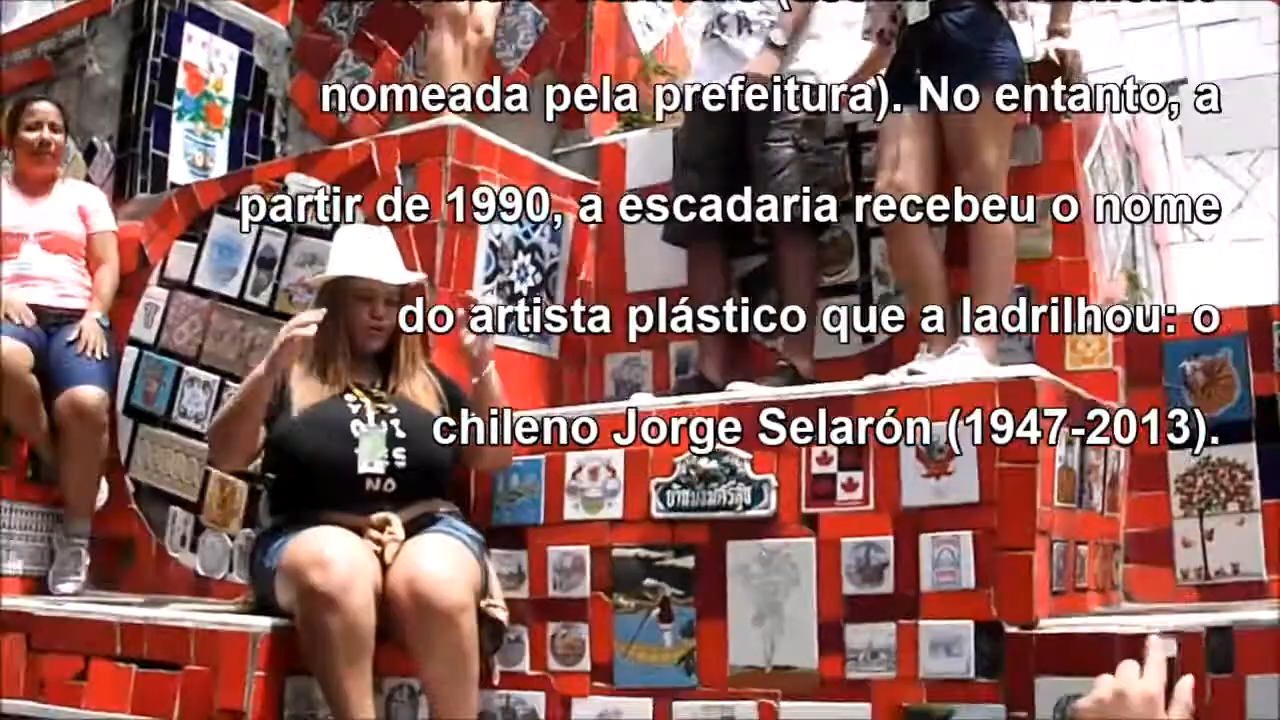 nomeada pela prefeitura). No entanto, a
partir de 1990, a escadaria recebeu o nome
do artista plástico que a ladrilhou: o
chileno Jorge Selarón (1947-2013).
NO